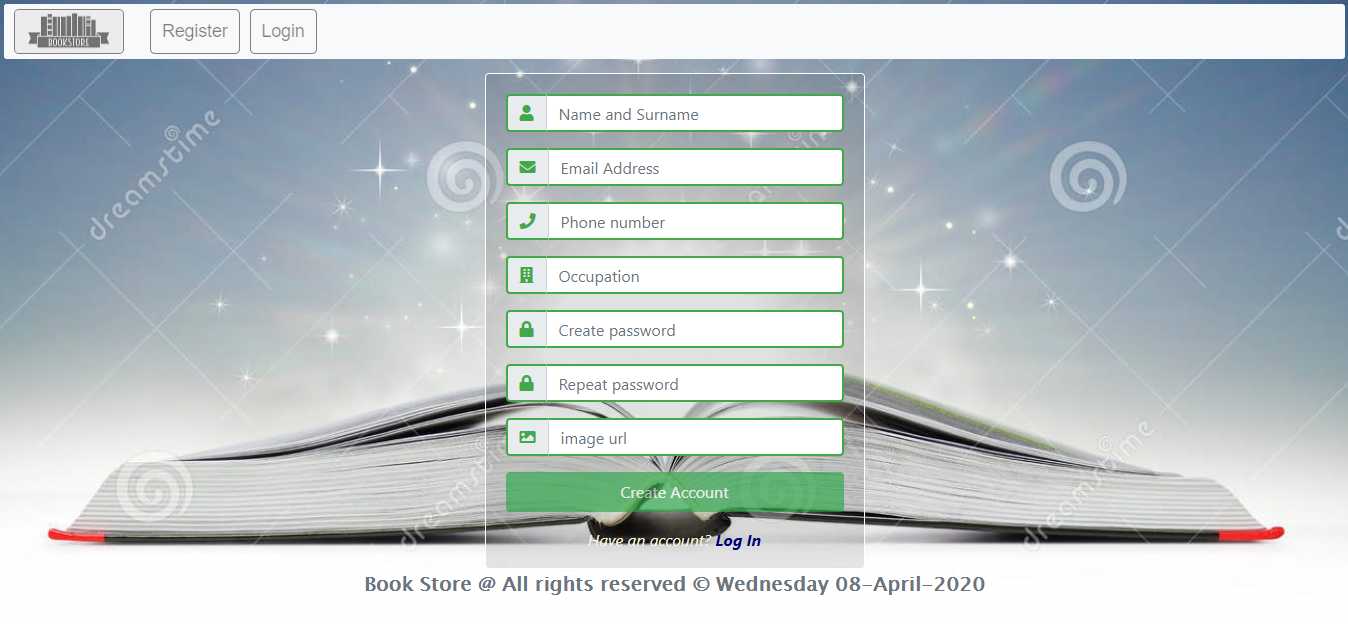 BOOKSTORE
Register
Login
Name and Surname
Email Address
Phone number
Occupation
Create password
Repeat password
image url
Create Account
Have an account? Log In
Book Store @ All rights reserved © Wednesday 08-April-2020
dreamstime
dreamstime
dreamstime